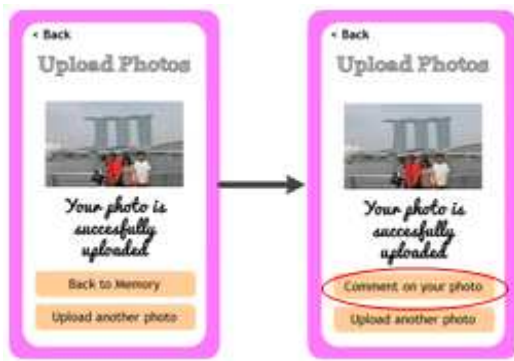 < Back
Upload Photos
Your photo is
succesfully
uploaded
Back to Memory
Upload another photo
< Back
Upload Photos
Your photo is
succesfully
uploaded
Comment on your photo
Upload another photo